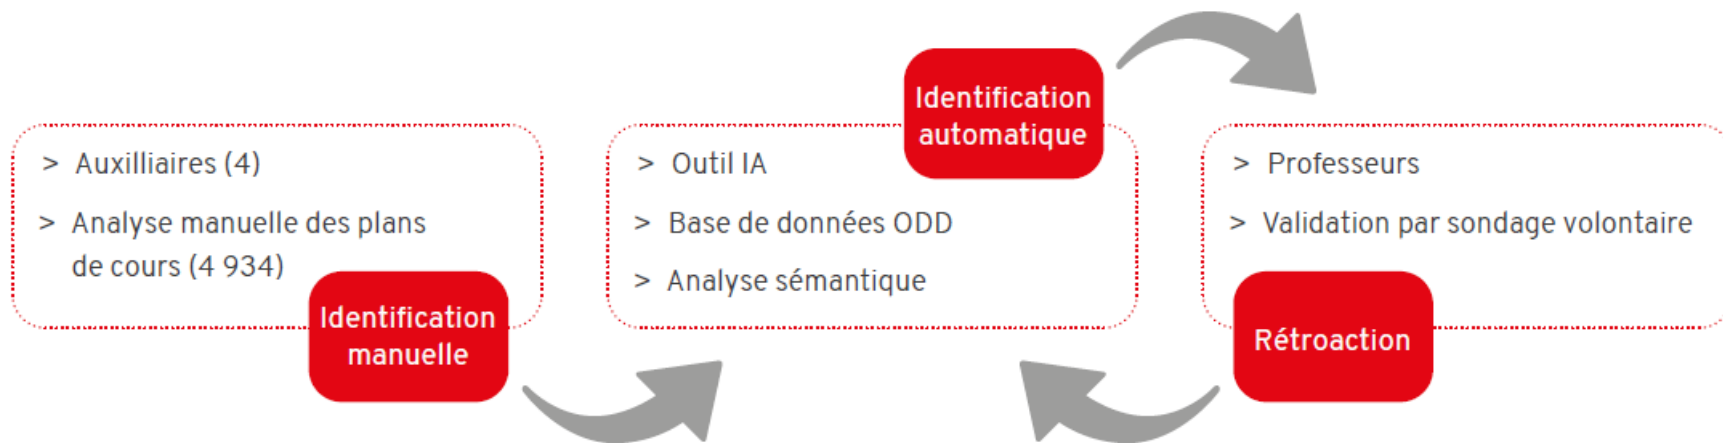 > Auxilliaires (4)
> Analyse manuelle des plans
de cours (4 934)
Identification
manuelle
Identification
automatique
> Outil IA
> Base de données ODD
> Analyse sémantique
> Professeurs
> Validation par sondage volontaire
Rétroaction